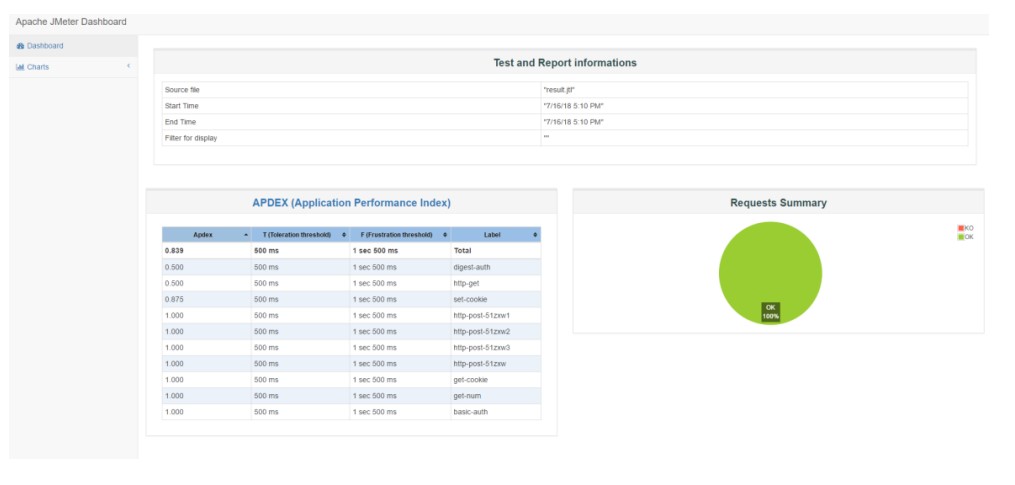 Apache JMeter Dashboard
Dashboard
Charts
Test and Report informations
Source file "result.jtl"
Start Time "7/16/18 5:10 PM"
End Time "7/16/18 5:10 PM"
Filter for display ""
APDEX (Application Performance Index)
Apdex T (Toleration threshold) F (Frustration threshold) Label
0.839 500 ms 1 sec 500 ms Total
0.500 500 ms 1 sec 500 ms digest-auth
0.500 500 ms 1 sec 500 ms http-get
0.875 500 ms 1 sec 500 ms set-cookie
1.000 500 ms 1 sec 500 ms http-post-51zxw1
1.000 500 ms 1 sec 500 ms http-post-51zxw2
1.000 500 ms 1 sec 500 ms http-post-51zxw3
1.000 500 ms 1 sec 500 ms http-post-51zxw
1.000 500 ms 1 sec 500 ms get-cookie
1.000 500 ms 1 sec 500 ms get-num
1.000 500 ms 1 sec 500 ms basic-auth
Requests Summary
KO
OK
OK
100%